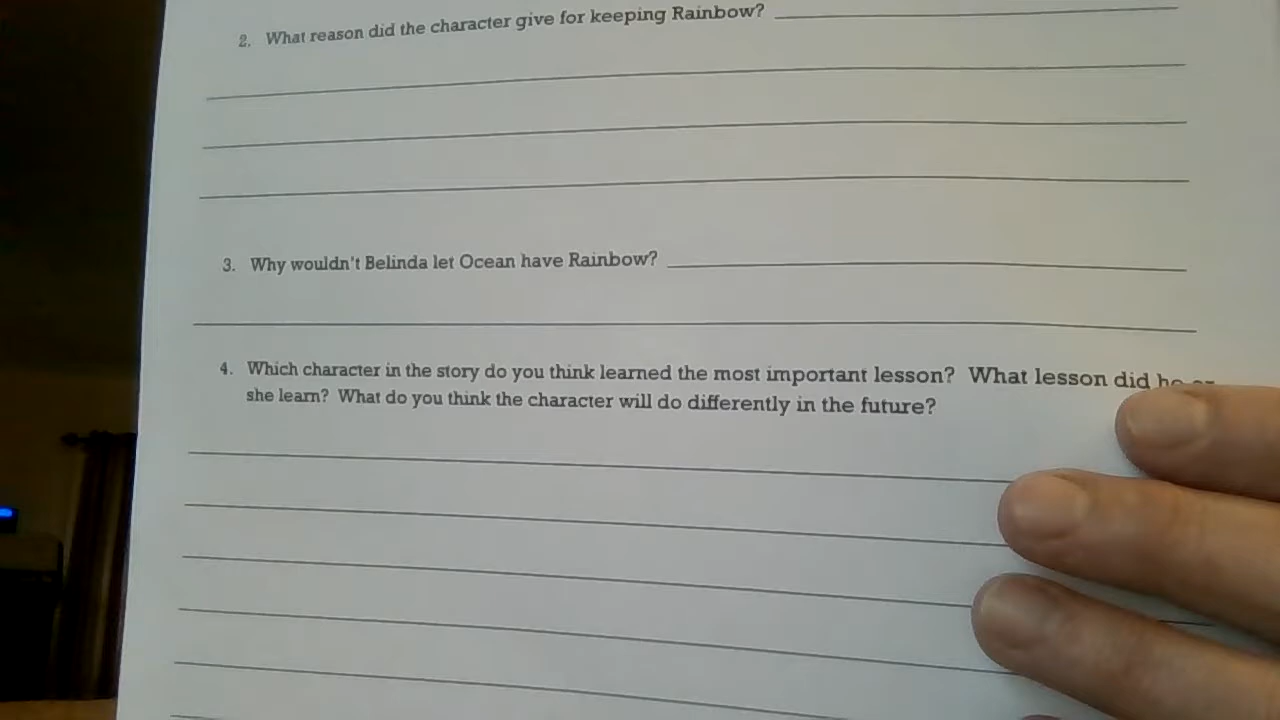 2. What reason did the character give for keeping Rainbow?
3. Why wouldn't Belinda let Ocean have Rainbow?
4. Which character in the story do you think learned the most important lesson? What lesson did
she learn? What do you think the character will do differently in the future?